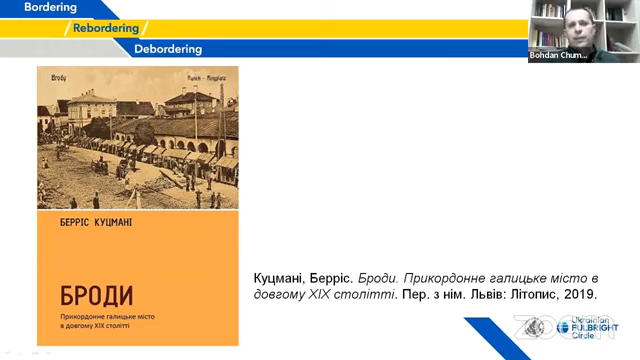 Bordering
Rebordering
Debordering
Bohdan Chum...
Brody
БЕРРІС КУЦМАНІ
БРОДИ
Прикордонне галицьке місто
в довгому XIX столітті
Куцмані, Берріс. Броди. Прикордонне галицьке місто в
довгому XIX столітті. Пер. з нім. Львів: Літопис, 2019.
zoom
Ukrainian
FULBRIGHT
Circle